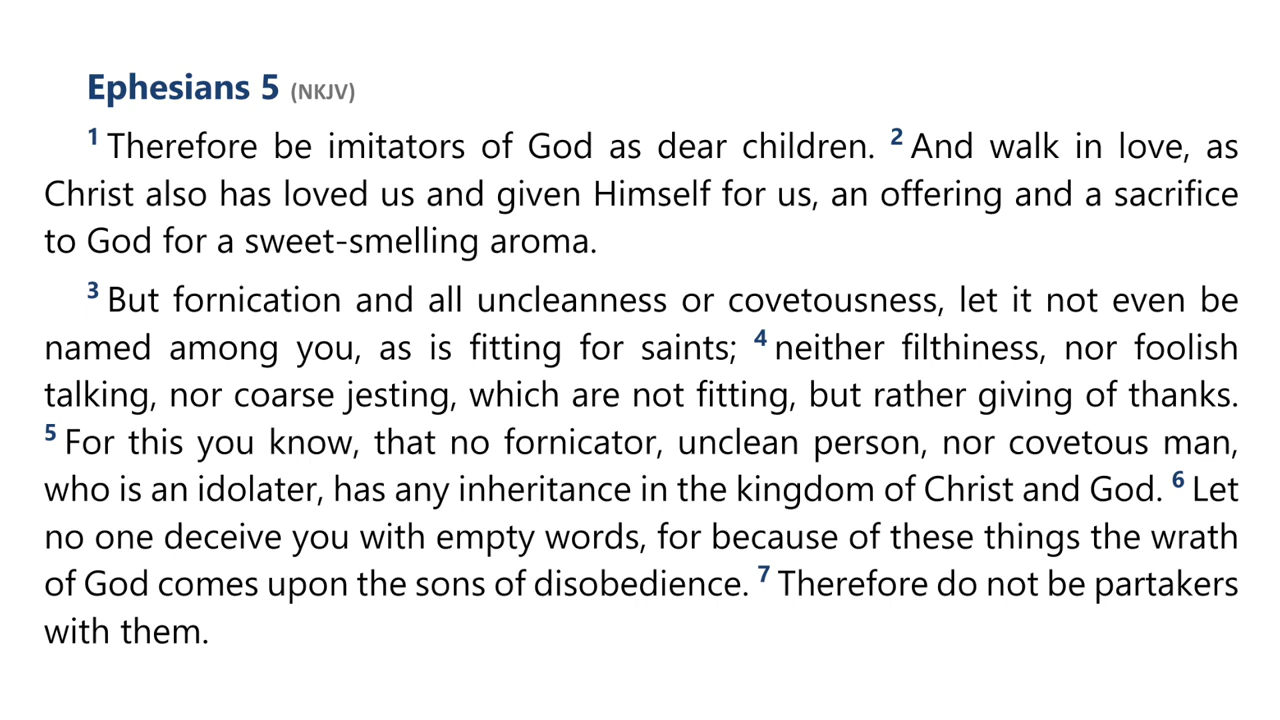 Ephesians 5 (NKJV)
1 Therefore be imitators of God as dear children. 2 And walk in love, as
Christ also has loved us and given Himself for us, an offering and a sacrifice
to God for a sweet-smelling aroma.
3 But fornication and all uncleanness or covetousness, let it not even be
named among you, as is fitting for saints; 4 neither filthiness, nor foolish
talking, nor coarse jesting, which are not fitting, but rather giving of thanks.
5 For this you know, that no fornicator, unclean person, nor covetous man,
who is an idolater, has any inheritance in the kingdom of Christ and God. 6 Let
no one deceive you with empty words, for because of these things the wrath
of God comes upon the sons of disobedience. 7 Therefore do not be partakers
with them.